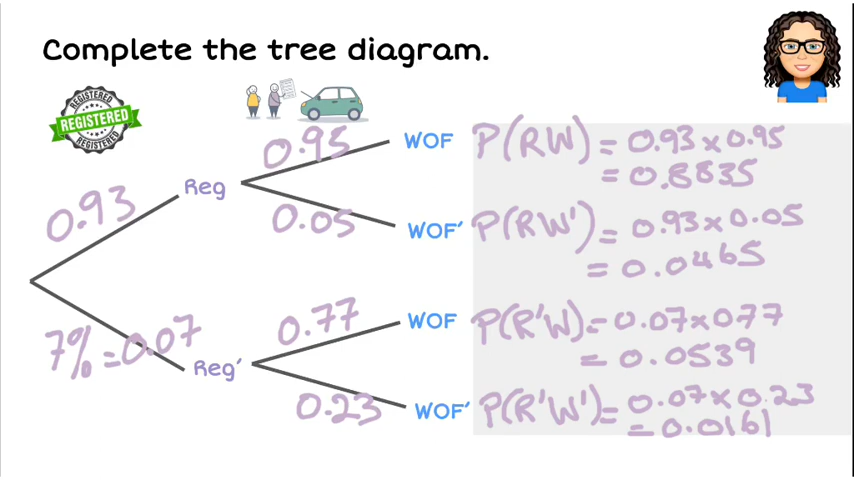 Complete the tree diagram.
REGISTERED
REGISTERED
REGISTERED
0.93
Reg
0.95
WOF
P(RW) = 0.93 x 0.95
= 0.8835
0.05
WOF'
P(RW') = 0.93 x 0.05
= 0.0465
7% = 0.07
Reg'
0.77
WOF
P(R'W) = 0.07 x 0.77
= 0.0539
0.23
WOF'
P(R'W') = 0.07 x 0.23
= 0.0161